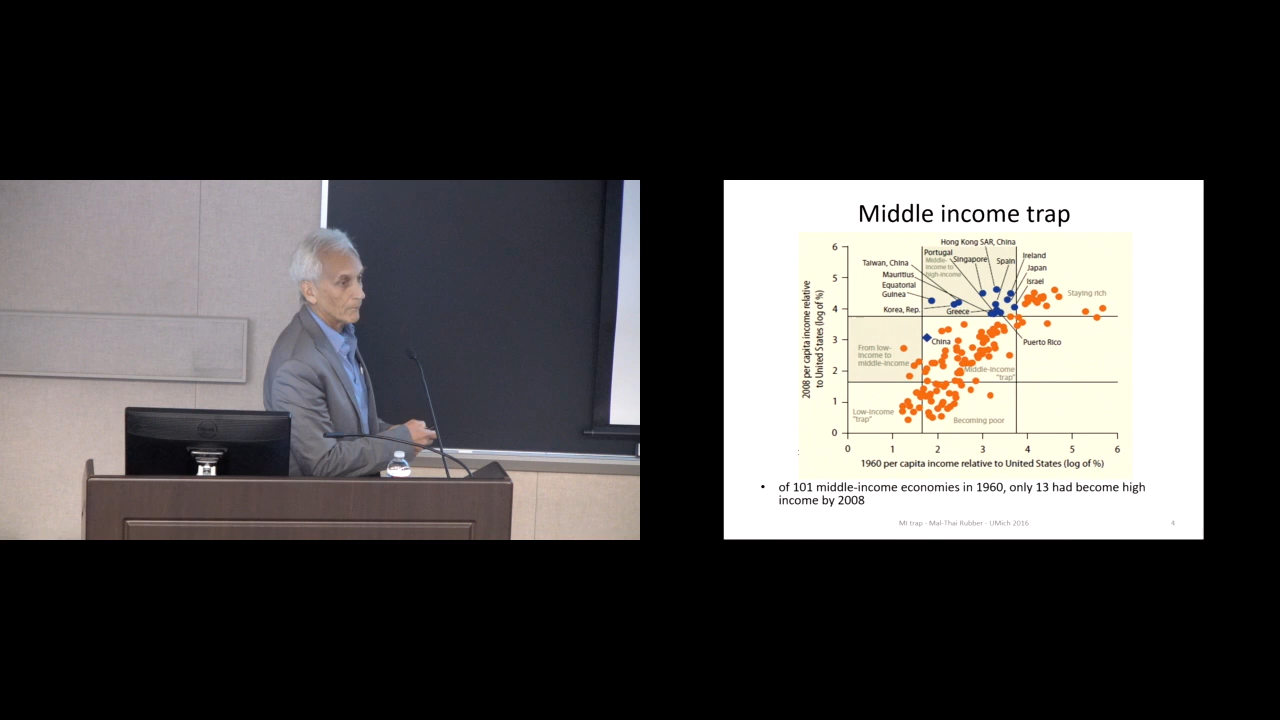 Middle income trap
Hong Kong SAR, China
Portugal
Singapore
Spain
Ireland
Taiwan, China
Middle-
income to
high-income
Japan
Mauritius
Israel
Equatorial
Guinea
Korea, Rep.
Greece
Staying rich
China
Puerto Rico
From low-
income to
middle-income
Middle-income
"trap"
Low-income
"trap"
Becoming poor
2008 per capita income relative
to United States (log of %)
6
5
4
3
2
1
0
0
1
2
3
4
5
6
1960 per capita income relative to United States (log of %)
• of 101 middle-income economies in 1960, only 13 had become high
income by 2008
MI trap - Mal-Thai Rubber - UMich 2016
4